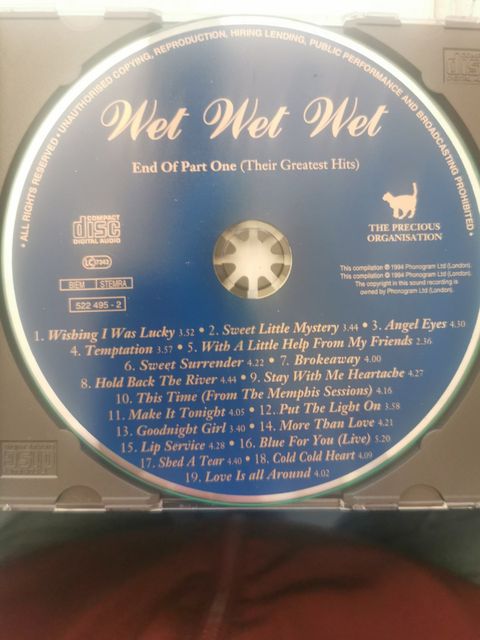 • ALL RIGHTS RESERVED • UNAUTHORISED COPYING, REPRODUCTION, HIRING LENDING, PUBLIC PERFORMANCE AND BROADCASTING PROHIBITED •
Wet Wet Wet
End Of Part One (Their Greatest Hits)
COMPACT
disc
DIGITAL AUDIO
LC 7343
BIEM STEMRA
522 495 - 2
THE PRECIOUS
ORGANISATION
This compilation ℗ 1994 Phonogram Ltd (London).
This compilation © 1994 Phonogram Ltd (London).
The copyright in this sound recording is
owned by Phonogram Ltd (London).
1. Wishing I Was Lucky 3.52 • 2. Sweet Little Mystery 3.44 • 3. Angel Eyes 4.30
4. Temptation 3.57 • 5. With A Little Help From My Friends 2.36
6. Sweet Surrender 4.22 • 7. Brokeaway 4.00
8. Hold Back The River 4.44 • 9. Stay With Me Heartache 4.27
10. This Time (From The Memphis Sessions) 4.16
11. Make It Tonight 4.05 • 12. Put The Light On 3.58
13. Goodnight Girl 3.40 • 14. More Than Love 4.21
15. Lip Service 4.28 • 16. Blue For You (Live) 5.20
17. Shed A Tear 4.40 • 18. Cold Cold Heart 4.09
19. Love Is all Around 4.02